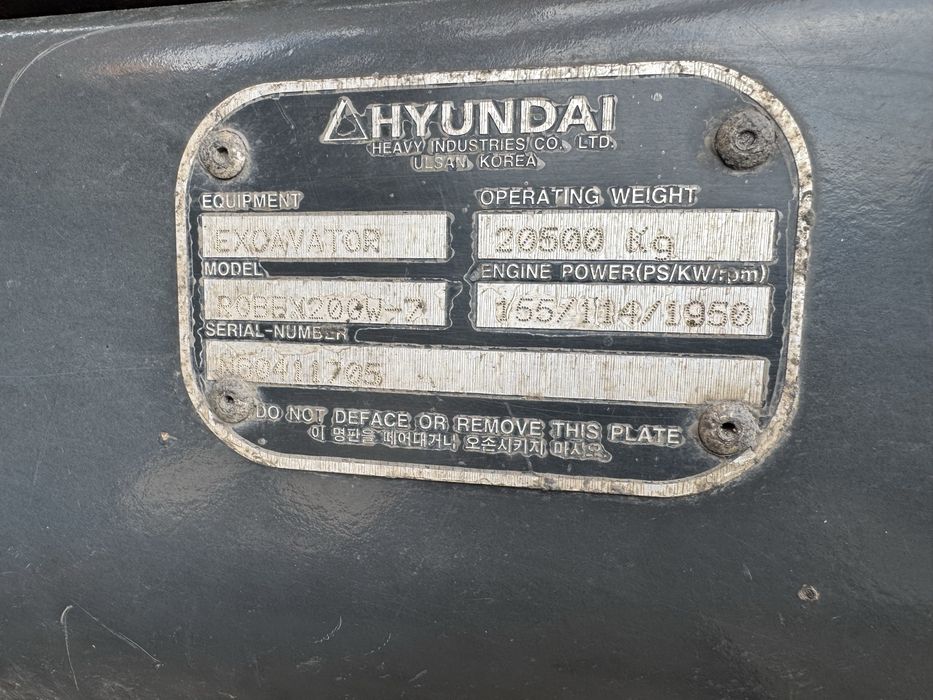 HYUNDAI
HEAVY INDUSTRIES CO., LTD.
ULSAN, KOREA
EQUIPMENT
EXCAVATOR
OPERATING WEIGHT
20500 Kg
MODEL
ROBEX200W-7
ENGINE POWER(PS/KW/rpm)
155/114/1950
SERIAL-NUMBER
N60411705
DO NOT DEFACE OR REMOVE THIS PLATE
이 명판을 떼어내거나 오손시키지 마시오.